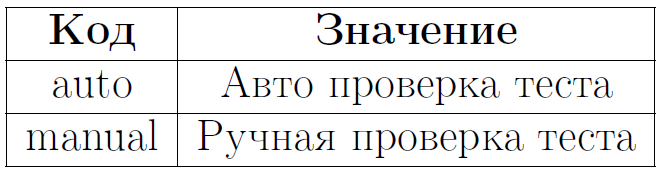 Код Значение
auto Авто проверка теста
manual Ручная проверка теста